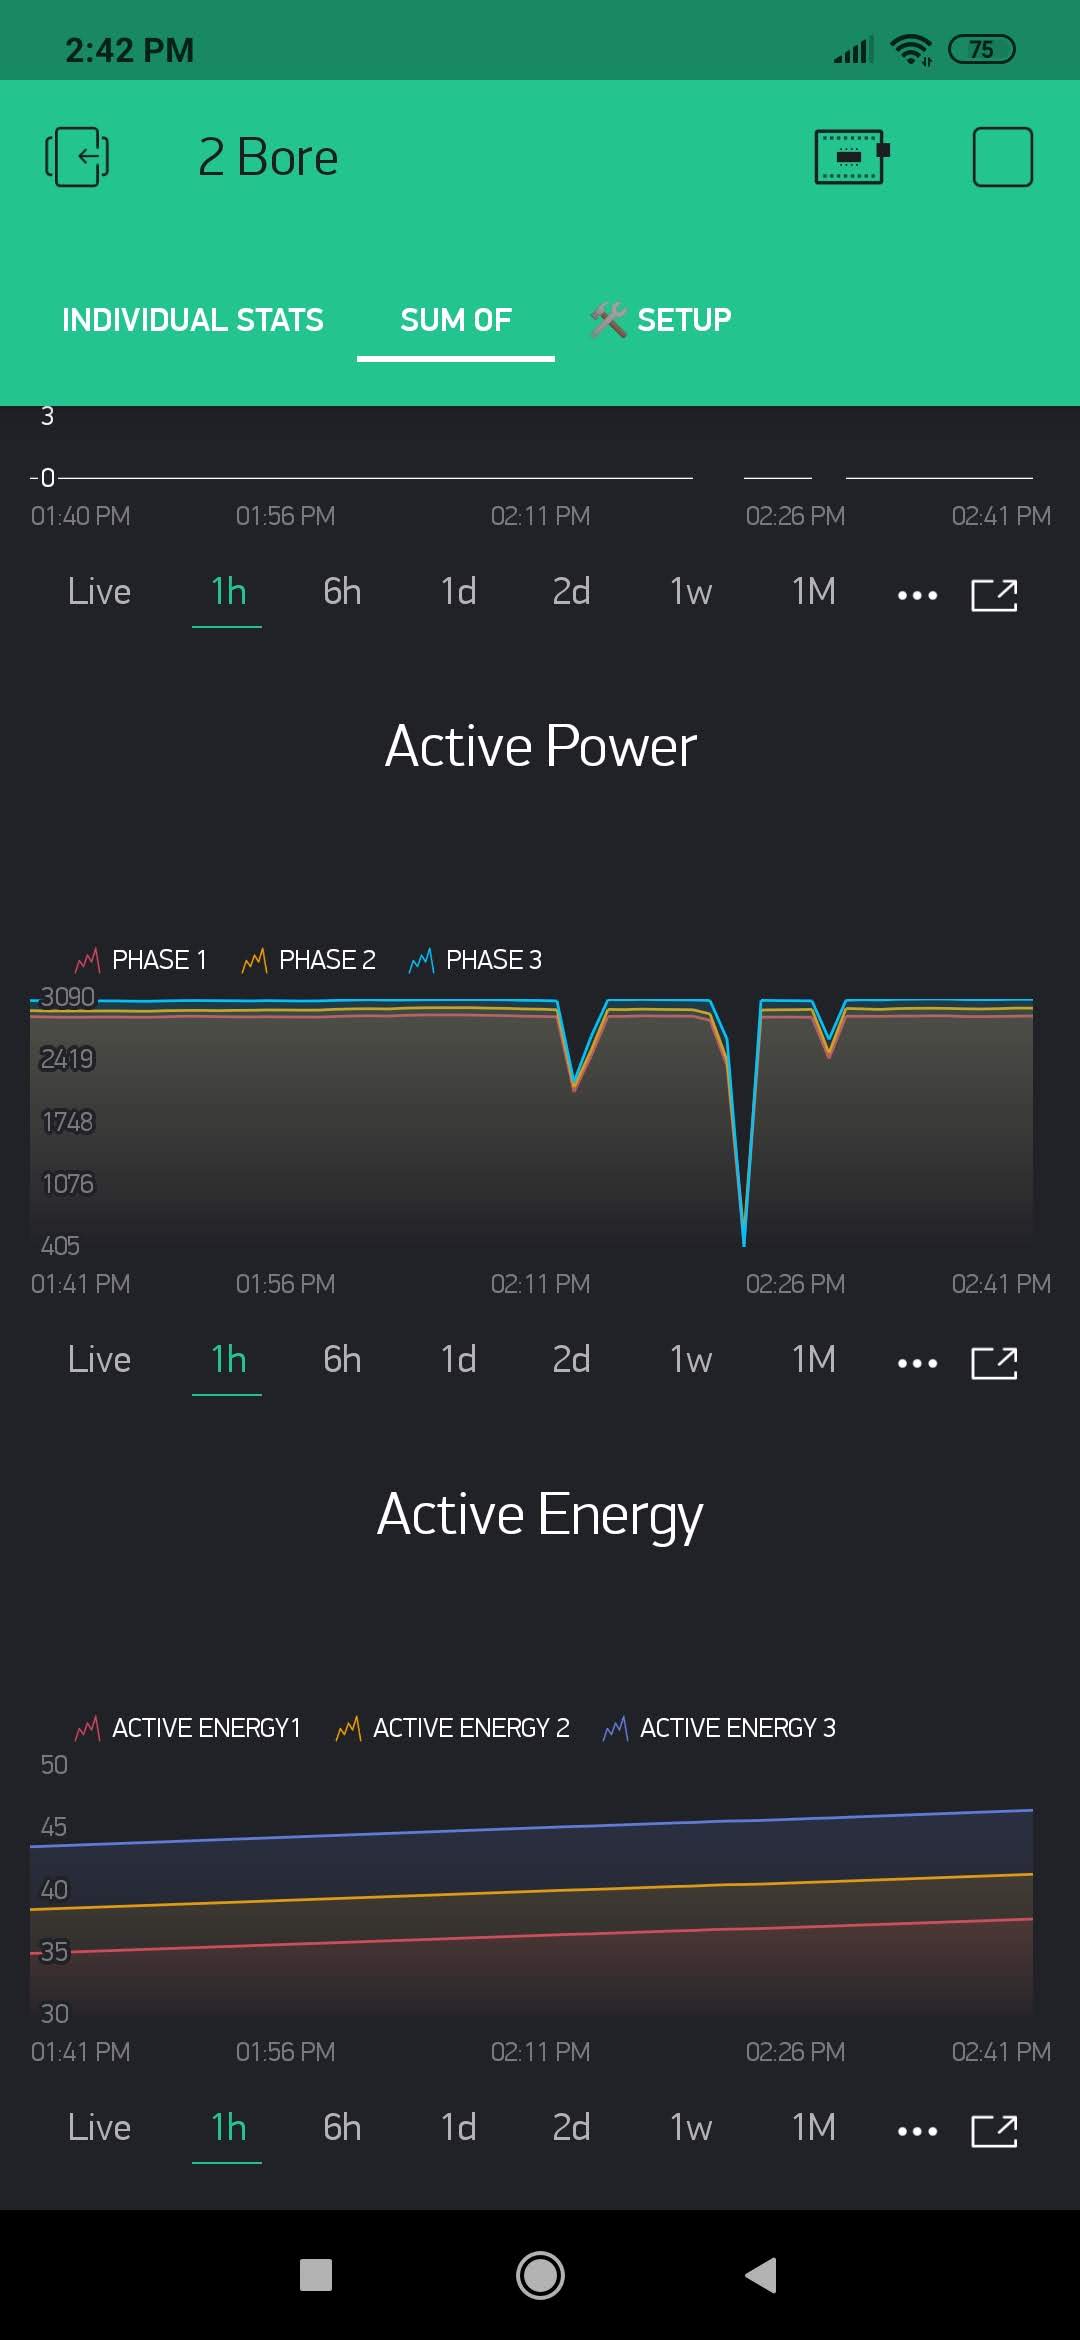 2:42 PM 75
2 Bore
INDIVIDUAL STATS SUM OF 🛠 SETUP
3
0
01:40 PM 01:56 PM 02:11 PM 02:26 PM 02:41 PM
Live 1h 6h 1d 2d 1w 1M •••
Active Power
PHASE 1 PHASE 2 PHASE 3
3090
2419
1748
1076
405
01:41 PM 01:56 PM 02:11 PM 02:26 PM 02:41 PM
Live 1h 6h 1d 2d 1w 1M •••
Active Energy
ACTIVE ENERGY1 ACTIVE ENERGY 2 ACTIVE ENERGY 3
50
45
40
35
30
01:41 PM 01:56 PM 02:11 PM 02:26 PM 02:41 PM
Live 1h 6h 1d 2d 1w 1M •••